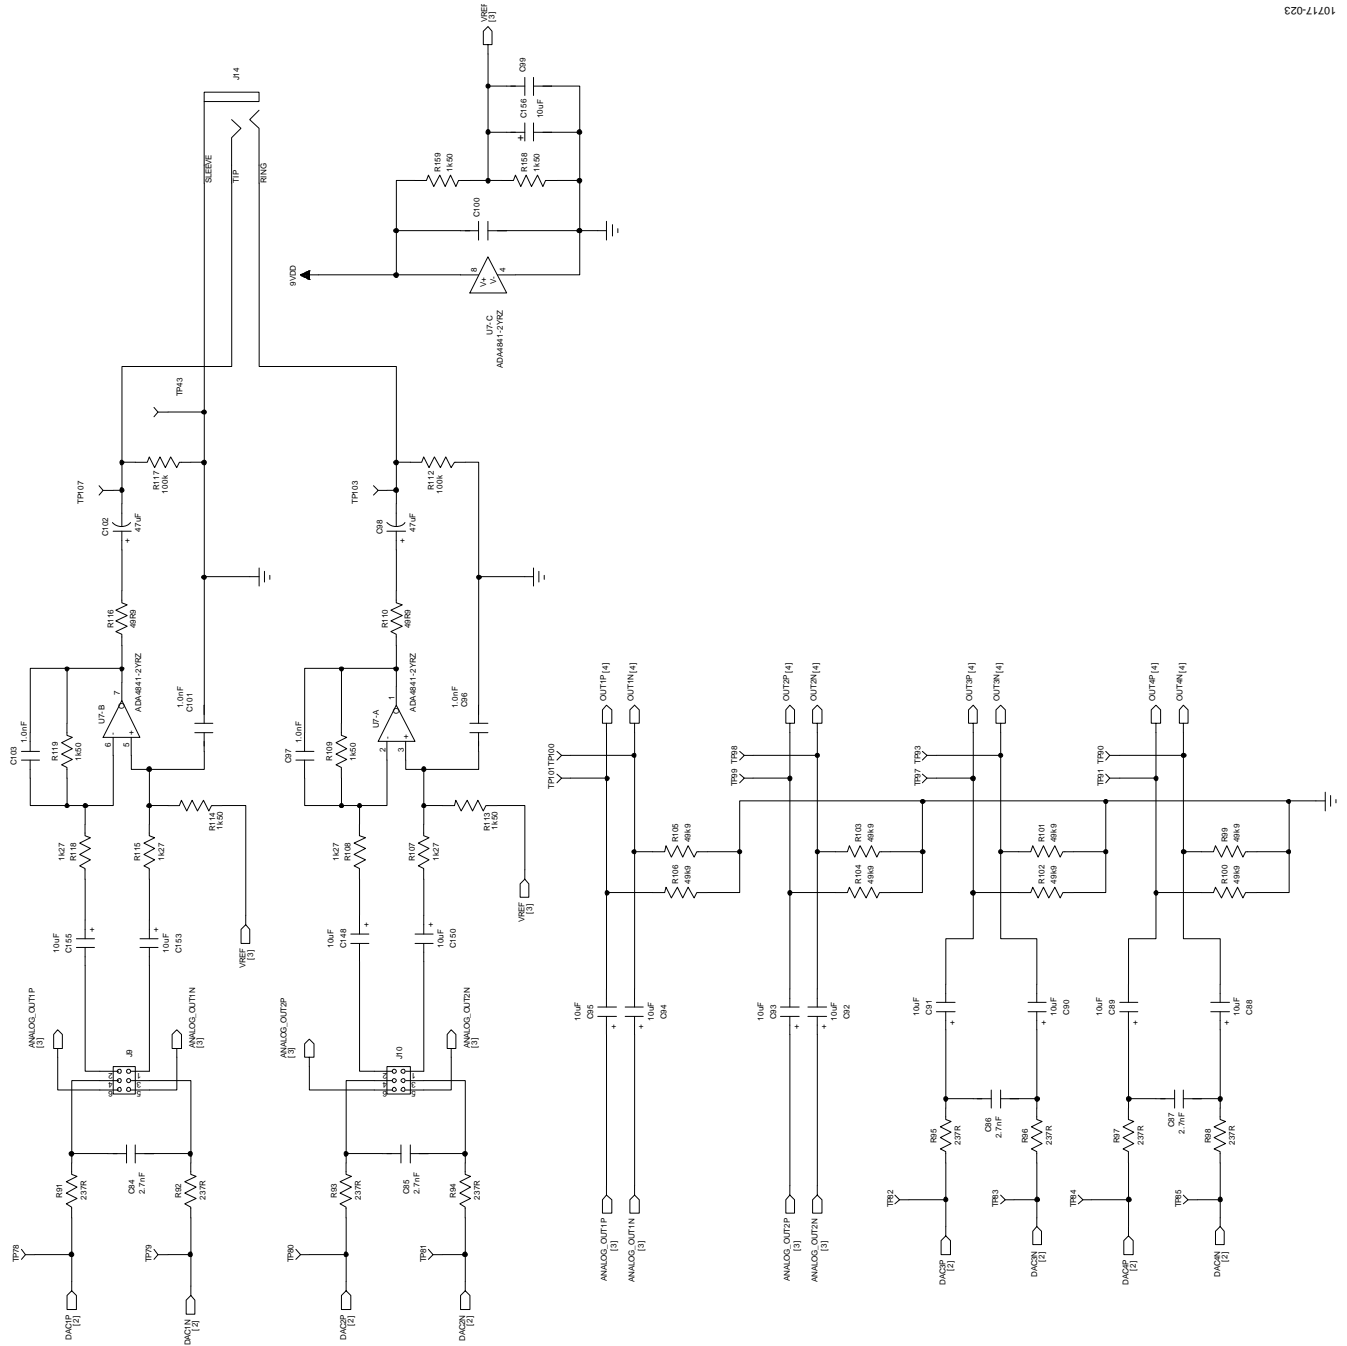 10717-023
J14
SLEEVE
TIP
RING
VREF
[3]
C99
C156
10uF
R159
1k50
R158
1k50
C100
9VDD
8
V+
V-
4
U7-C
ADA4841-2YRZ
TP43
R117
100k
TP107
C102
47uF
R116
49R9
C103
1.0nF
R119
1k50
U7-B
ADA4841-2YRZ
6
5
7
1.0nF
C101
1k27
R118
R115
1k27
R114
1k50
10uF
C155
10uF
C153
VREF
[3]
ANALOG_OUT1P
[3]
ANALOG_OUT1N
[3]
J9
R91
237R
C84
2.7nF
R92
237R
TP78
TP79
DAC1P
[2]
DAC1N
[2]
R112
100k
TP103
C98
47uF
R110
49R9
C97
1.0nF
R109
1k50
U7-A
ADA4841-2YRZ
2
3
1
1.0nF
C96
1k27
R108
R107
1k27
R113
1k50
10uF
C148
10uF
C150
VREF
[3]
ANALOG_OUT2P
[3]
ANALOG_OUT2N
[3]
J10
R93
237R
C85
2.7nF
R94
237R
TP80
TP81
DAC2P
[2]
DAC2N
[2]
OUT1P [4]
OUT1N [4]
TP101
TP100
R105
49k9
R106
49k9
10uF
C95
10uF
C94
ANALOG_OUT1P
[3]
ANALOG_OUT1N
[3]
OUT2P [4]
OUT2N [4]
TP98
TP99
R103
49k9
R104
49k9
10uF
C93
10uF
C92
ANALOG_OUT2P
[3]
ANALOG_OUT2N
[3]
OUT3P [4]
OUT3N [4]
TP93
TP97
R101
49k9
R102
49k9
10uF
C91
10uF
C90
R95
237R
C86
2.7nF
R96
237R
TP82
TP83
DAC3P
[2]
DAC3N
[2]
OUT4P [4]
OUT4N [4]
TP90
TP91
R99
49k9
R100
49k9
10uF
C89
10uF
C88
R97
237R
C87
2.7nF
R98
237R
TP84
TP85
DAC4P
[2]
DAC4N
[2]